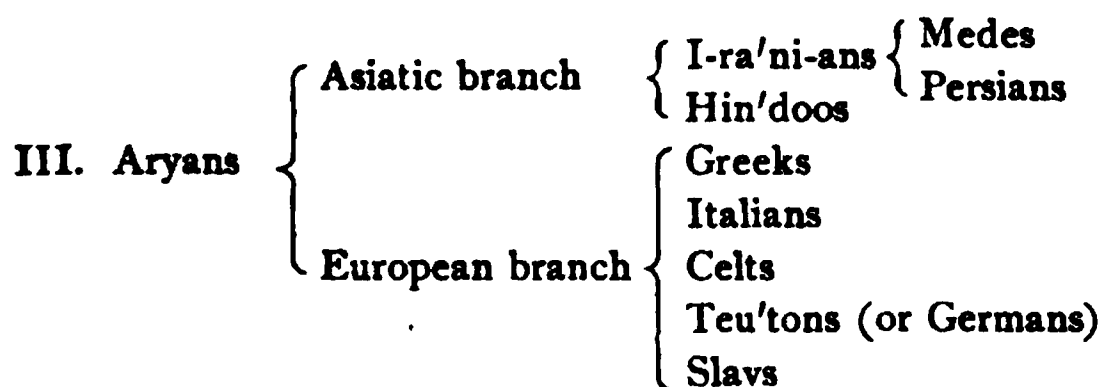 Medes
I-ra'ni-ans
Persians
Asiatic branch
Hin'doos
III. Aryans
Greeks
Italians
European branch
Celts
Teu'tons (or Germans)
Slavs